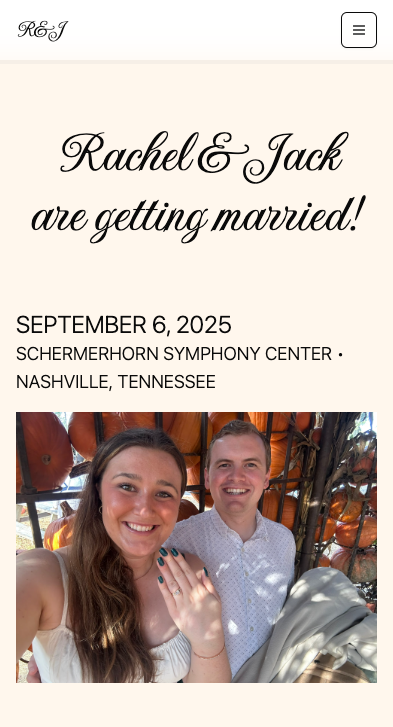 R&J
Rachel & Jack
are getting married!
SEPTEMBER 6, 2025
SCHERMERHORN SYMPHONY CENTER •
NASHVILLE, TENNESSEE